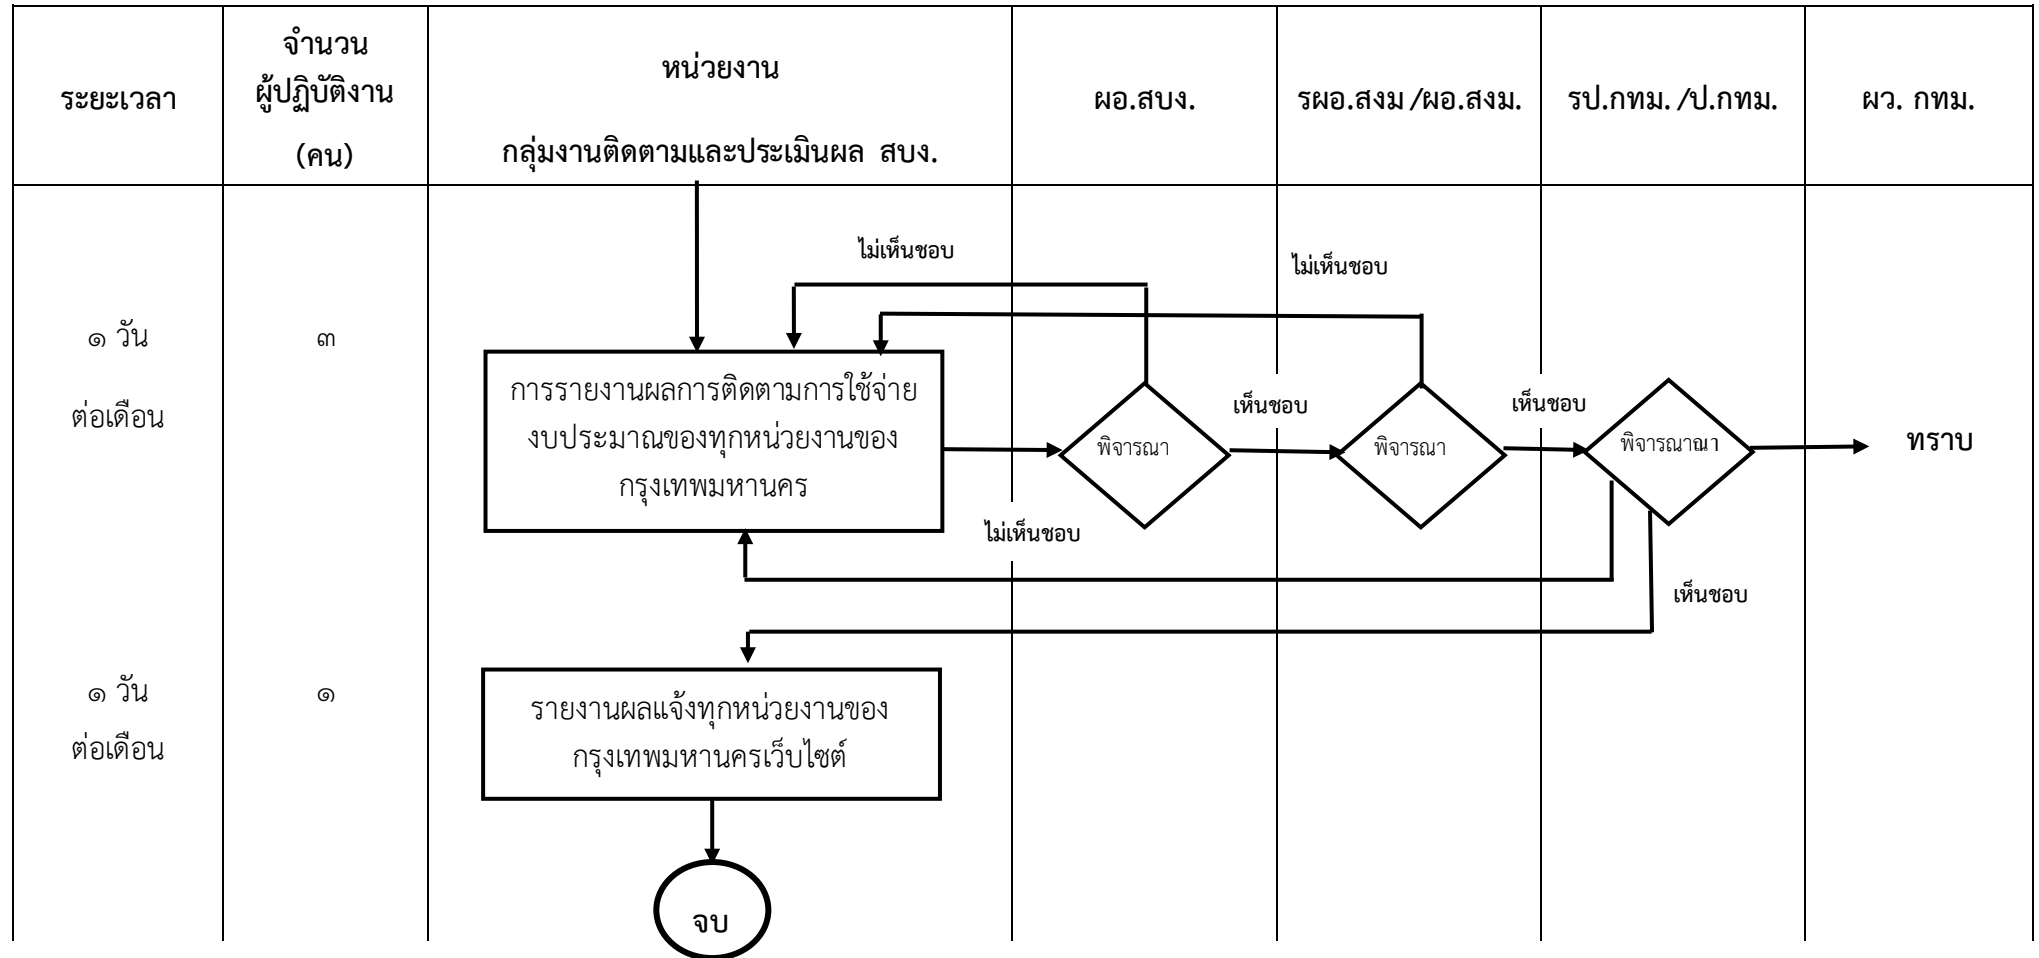 ระยะเวลา
จำนวน
ผู้ปฏิบัติงาน
(คน)
หน่วยงาน
กลุ่มงานติดตามและประเมินผล สบง.
ผอ.สบง.
รผอ.สงม /ผอ.สงม.
รป.กทม. /ป.กทม.
ผว. กทม.
ไม่เห็นชอบ
ไม่เห็นชอบ
๑ วัน
ต่อเดือน
๓
การรายงานผลการติดตามการใช้จ่าย
งบประมาณของทุกหน่วยงานของ
กรุงเทพมหานคร
พิจารณา
เห็นชอบ
พิจารณา
เห็นชอบ
พิจารณาณา
ทราบ
ไม่เห็นชอบ
เห็นชอบ
๑ วัน
ต่อเดือน
๑
รายงานผลแจ้งทุกหน่วยงานของ
กรุงเทพมหานครเว็บไซต์
จบ